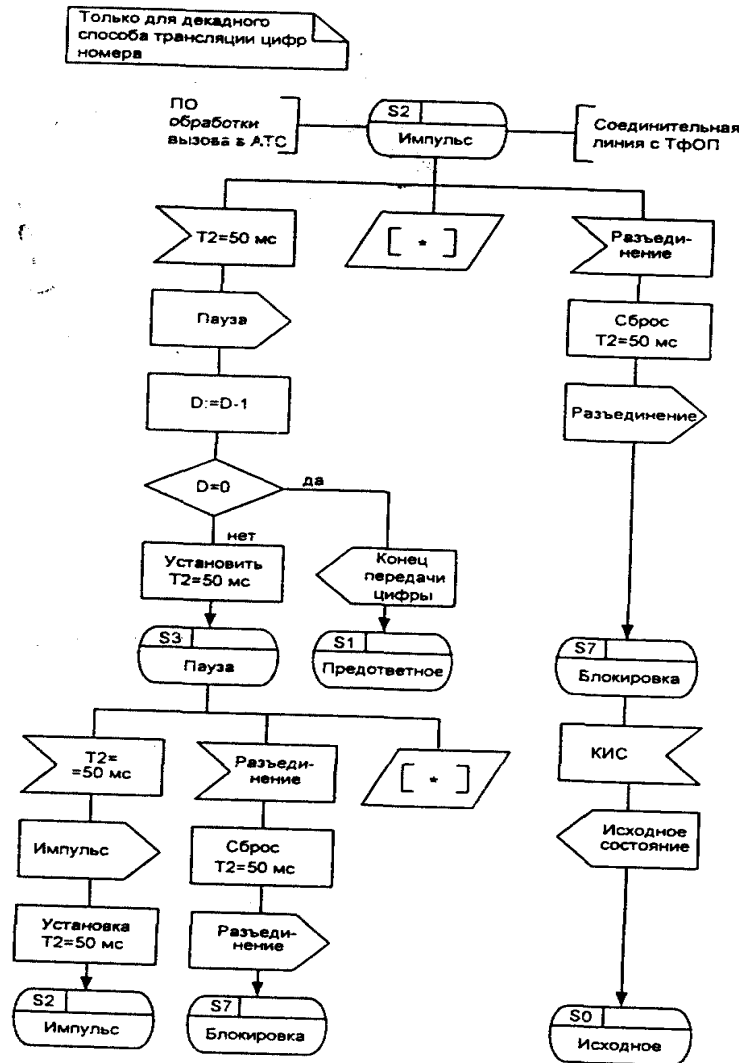 Только для декадного
способа трансляции цифр
номера
ПО
обработки
вызова в АТС
S2
Импульс
Соединительная
линия с ТфОП
T2=50 мс
[ * ]
Разъеди-
нение
Пауза
Сброс
T2=50 мс
D:=D-1
Разъединение
D=0
да
нет
Установить
T2=50 мс
Конец
передачи
цифры
S3
Пауза
S1
Предответное
S7
Блокировка
T2=
=50 мс
Разъеди-
нение
[ * ]
КИС
Импульс
Сброс
T2=50 мс
Исходное
состояние
Установка
T2=50 мс
Разъеди-
нение
S2
Импульс
S7
Блокировка
S0
Исходное